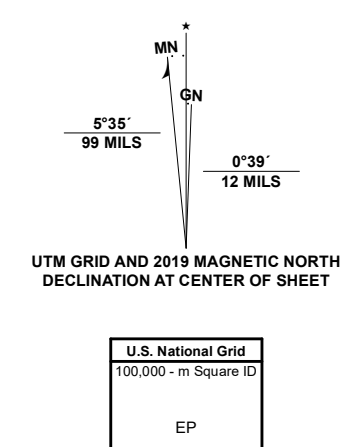 ★
MN
GN
5°35´
99 MILS
0°39´
12 MILS
UTM GRID AND 2019 MAGNETIC NORTH
DECLINATION AT CENTER OF SHEET
U.S. National Grid
100,000 - m Square ID
EP